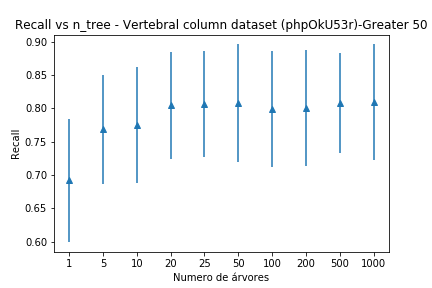 Recall vs n_tree - Vertebral column dataset (phpOkU53r)-Greater 50
0.90
0.85
0.80
0.75
0.70
0.65
0.60
Recall
1 5 10 20 25 50 100 200 500 1000
Numero de árvores